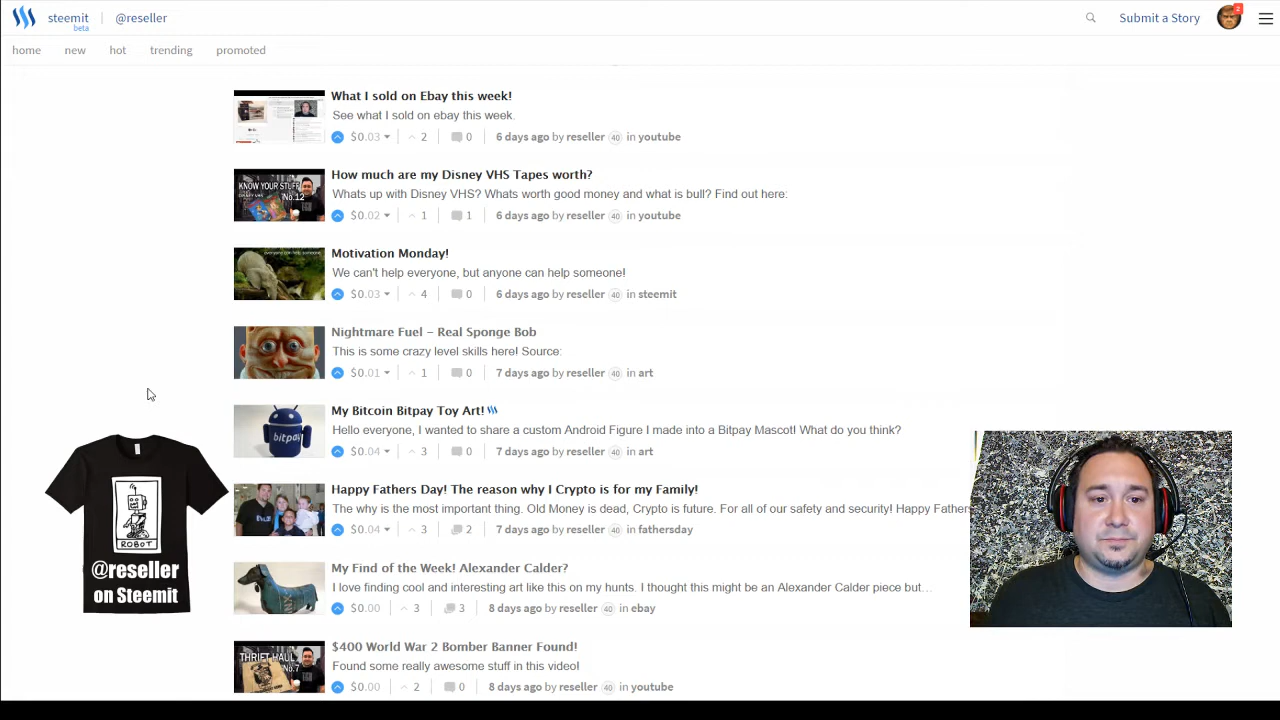 steemit
beta
@reseller
2
Submit a Story
home new hot trending promoted
What I sold on Ebay this week!
See what I sold on ebay this week.
$0.03 2 0 6 days ago by reseller 40 in youtube
KNOW YOUR STUFF
No.12
How much are my Disney VHS Tapes worth?
Whats up with Disney VHS? Whats worth good money and what is bull? Find out here:
$0.02 1 1 6 days ago by reseller 40 in youtube
Motivation Monday!
We can't help everyone, but anyone can help someone!
$0.03 4 0 6 days ago by reseller 40 in steemit
Nightmare Fuel – Real Sponge Bob
This is some crazy level skills here! Source:
$0.01 1 0 7 days ago by reseller 40 in art
bitpay
My Bitcoin Bitpay Toy Art!
Hello everyone, I wanted to share a custom Android Figure I made into a Bitpay Mascot! What do you think?
$0.04 3 0 7 days ago by reseller 40 in art
Happy Fathers Day! The reason why I Crypto is for my Family!
The why is the most important thing. Old Money is dead, Crypto is future. For all of our safety and security! Happy Father
$0.04 3 2 7 days ago by reseller 40 in fathersday
My Find of the Week! Alexander Calder?
I love finding cool and interesting art like this on my hunts. I thought this might be an Alexander Calder piece but…
$0.00 3 3 8 days ago by reseller 40 in ebay
THRIFT HAUL
No.7
$400 World War 2 Bomber Banner Found!
Found some really awesome stuff in this video!
$0.00 2 0 8 days ago by reseller 40 in youtube
ROBOT
@reseller
on Steemit